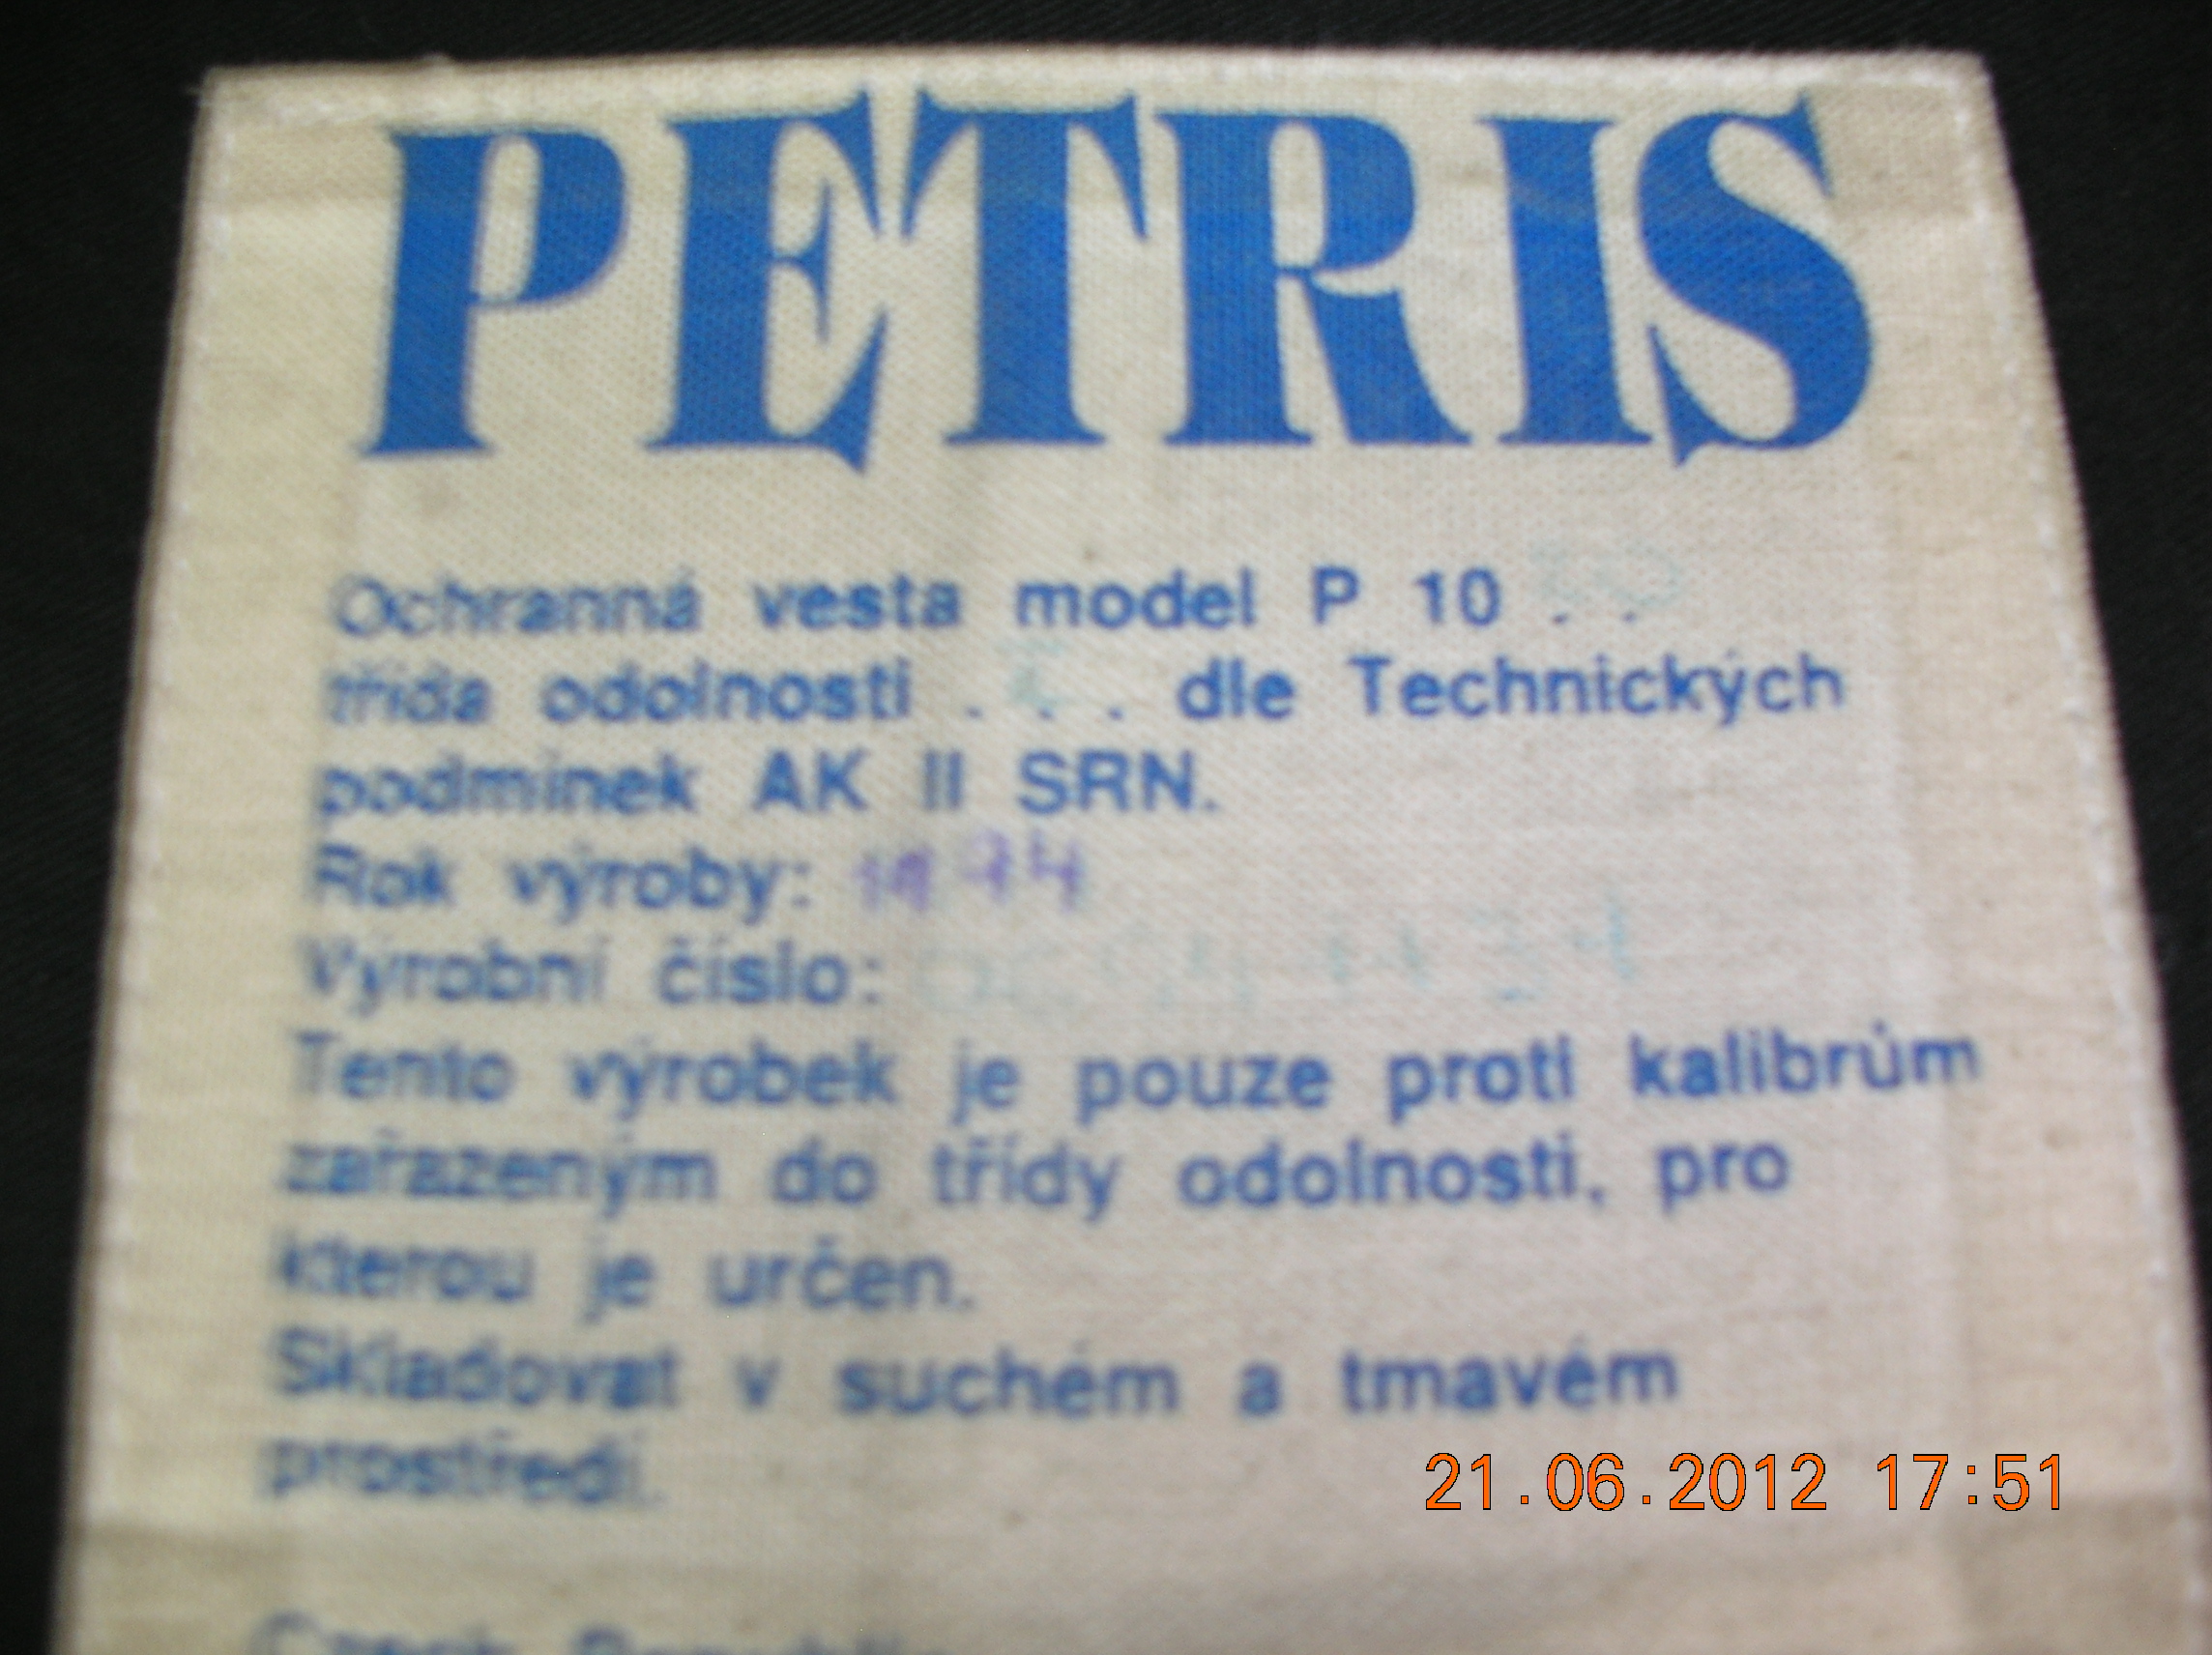 PETRIS
Ochranná vesta model P 10 . .
třída odolnosti . . . dle Technických
podmínek AK II SRN.
Rok výroby:
Výrobní číslo:
Tento výrobek je pouze proti kalibrům
zařazeným do třídy odolnosti, pro
kterou je určen.
Skladovat v suchém a tmavém
prostředí.
21.06.2012 17:51